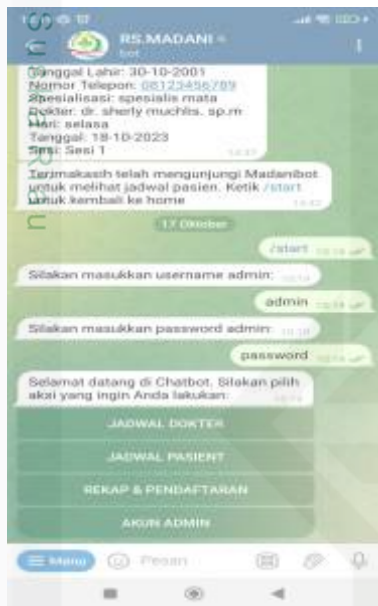 RS.MADANI
bot
Tanggal Lahir: 30-10-2001
Nomor Telepon: 08123456789
Spesialisasi: spesialis mata
Dokter: dr. sherly muchlis. sp.m
Hari: selasa
Tanggal: 18-10-2023
Sesi: Sesi 1
Terimakasih telah mengunjungi Madanibot
untuk melihat jadwal pasien. Ketik /start
untuk kembali ke home
17 Oktober
/start
Silakan masukkan username admin:
admin
Silakan masukkan password admin:
password
Selamat datang di Chatbot. Silakan pilih
aksi yang ingin Anda lakukan:
JADWAL DOKTER
JADWAL PASIENT
REKAP & PENDAFTARAN
AKUN ADMIN
Menu
Pesan